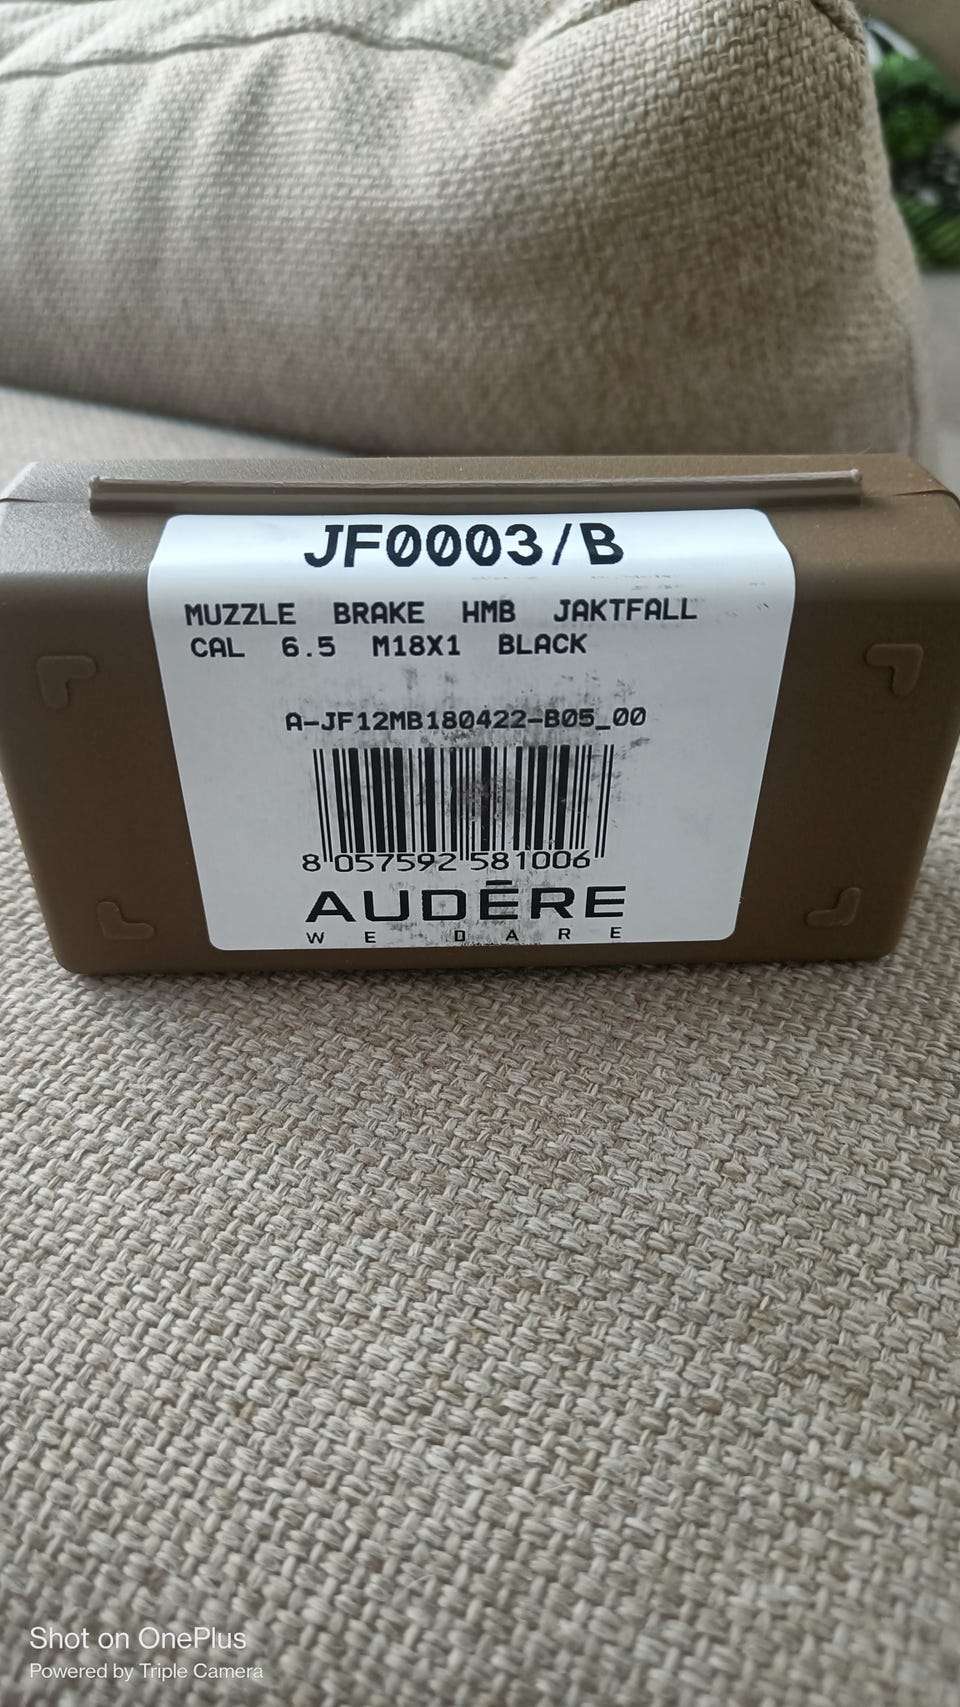 JF0003/B
MUZZLE BRAKE HMB JAKTFALL
CAL 6.5 M18X1 BLACK
A-JF12MB180422-B05_00
8 057592 581006
AUDĒRE
WE DARE
Shot on OnePlus
Powered by Triple Camera